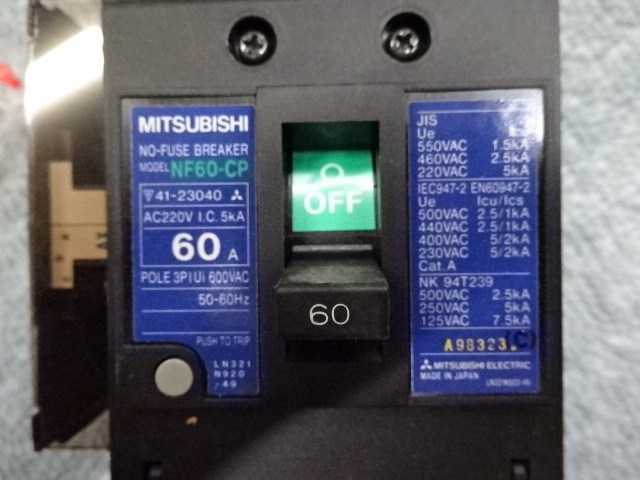 MITSUBISHI
NO-FUSE BREAKER
MODEL NF60-CP
41-23040
AC220V I.C. 5kA
60 A
POLE 3P Ui 600VAC
50-60Hz
PUSH TO TRIP
LN321
N920
-49
OFF
60
JIS
Ue Icu
550VAC 1.5kA
460VAC 2.5kA
220VAC 5kA
IEC947-2 EN60947-2
Ue Icu/Ics
500VAC 2.5/1kA
440VAC 2.5/1kA
400VAC 5/2kA
230VAC 5/2kA
Cat.A
NK 94T239
500VAC 2.5kA
250VAC 5kA
125VAC 7.5kA
A98323
(C)
MITSUBISHI ELECTRIC
MADE IN JAPAN